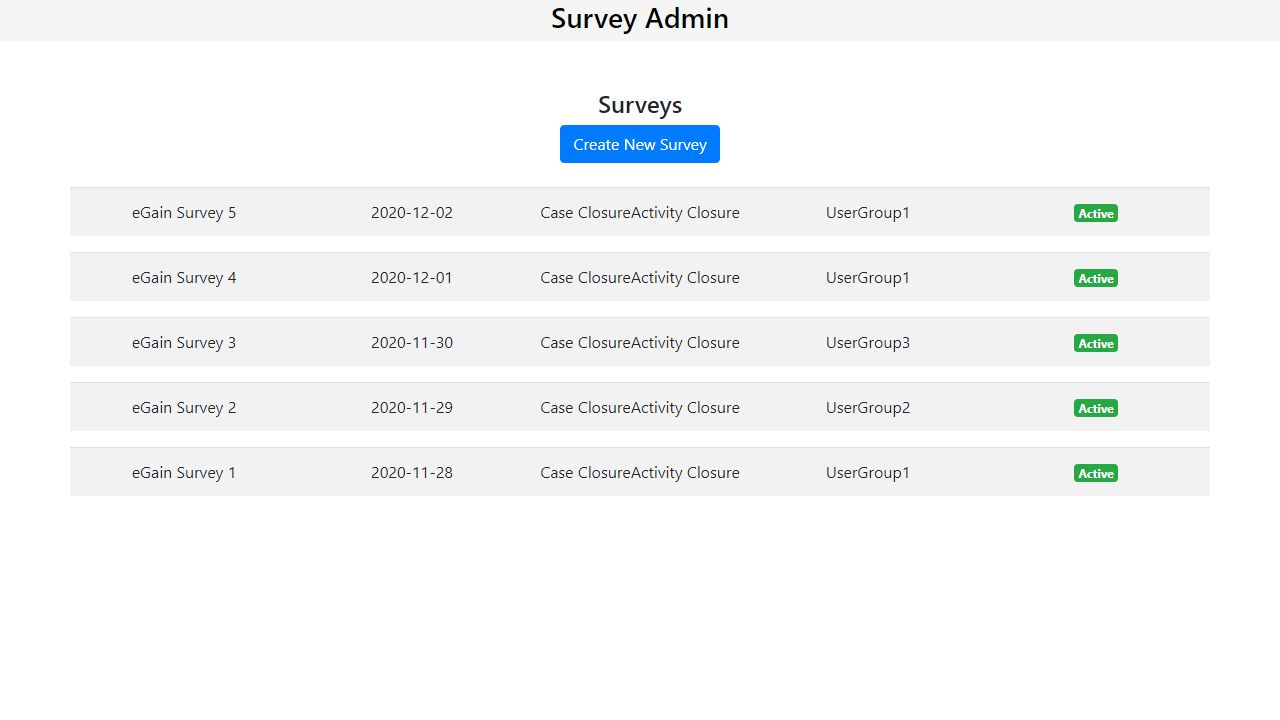 Survey Admin
Surveys
Create New Survey
eGain Survey 5 2020-12-02 Case ClosureActivity Closure UserGroup1 Active
eGain Survey 4 2020-12-01 Case ClosureActivity Closure UserGroup1 Active
eGain Survey 3 2020-11-30 Case ClosureActivity Closure UserGroup3 Active
eGain Survey 2 2020-11-29 Case ClosureActivity Closure UserGroup2 Active
eGain Survey 1 2020-11-28 Case ClosureActivity Closure UserGroup1 Active